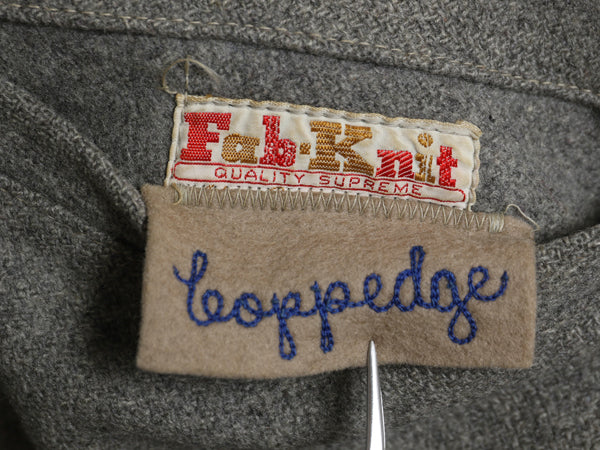 Fab-Knit
QUALITY SUPREME
Coppedge